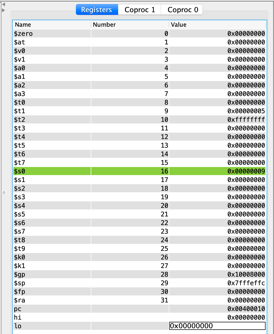 Registers Coproc 1 Coproc 0
Name Number Value
$zero 0 0x00000000
$at 1 0x00000000
$v0 2 0x00000000
$v1 3 0x00000000
$a0 4 0x00000000
$a1 5 0x00000000
$a2 6 0x00000000
$a3 7 0x00000000
$t0 8 0x00000000
$t1 9 0x00000005
$t2 10 0xffffffff
$t3 11 0x00000000
$t4 12 0x00000000
$t5 13 0x00000000
$t6 14 0x00000000
$t7 15 0x00000000
$s0 16 0x00000009
$s1 17 0x00000000
$s2 18 0x00000000
$s3 19 0x00000000
$s4 20 0x00000000
$s5 21 0x00000000
$s6 22 0x00000000
$s7 23 0x00000000
$t8 24 0x00000000
$t9 25 0x00000000
$k0 26 0x00000000
$k1 27 0x00000000
$gp 28 0x10008000
$sp 29 0x7fffeffc
$fp 30 0x00000000
$ra 31 0x00000000
pc 0x00400010
hi 0x00000000
lo 0x00000000